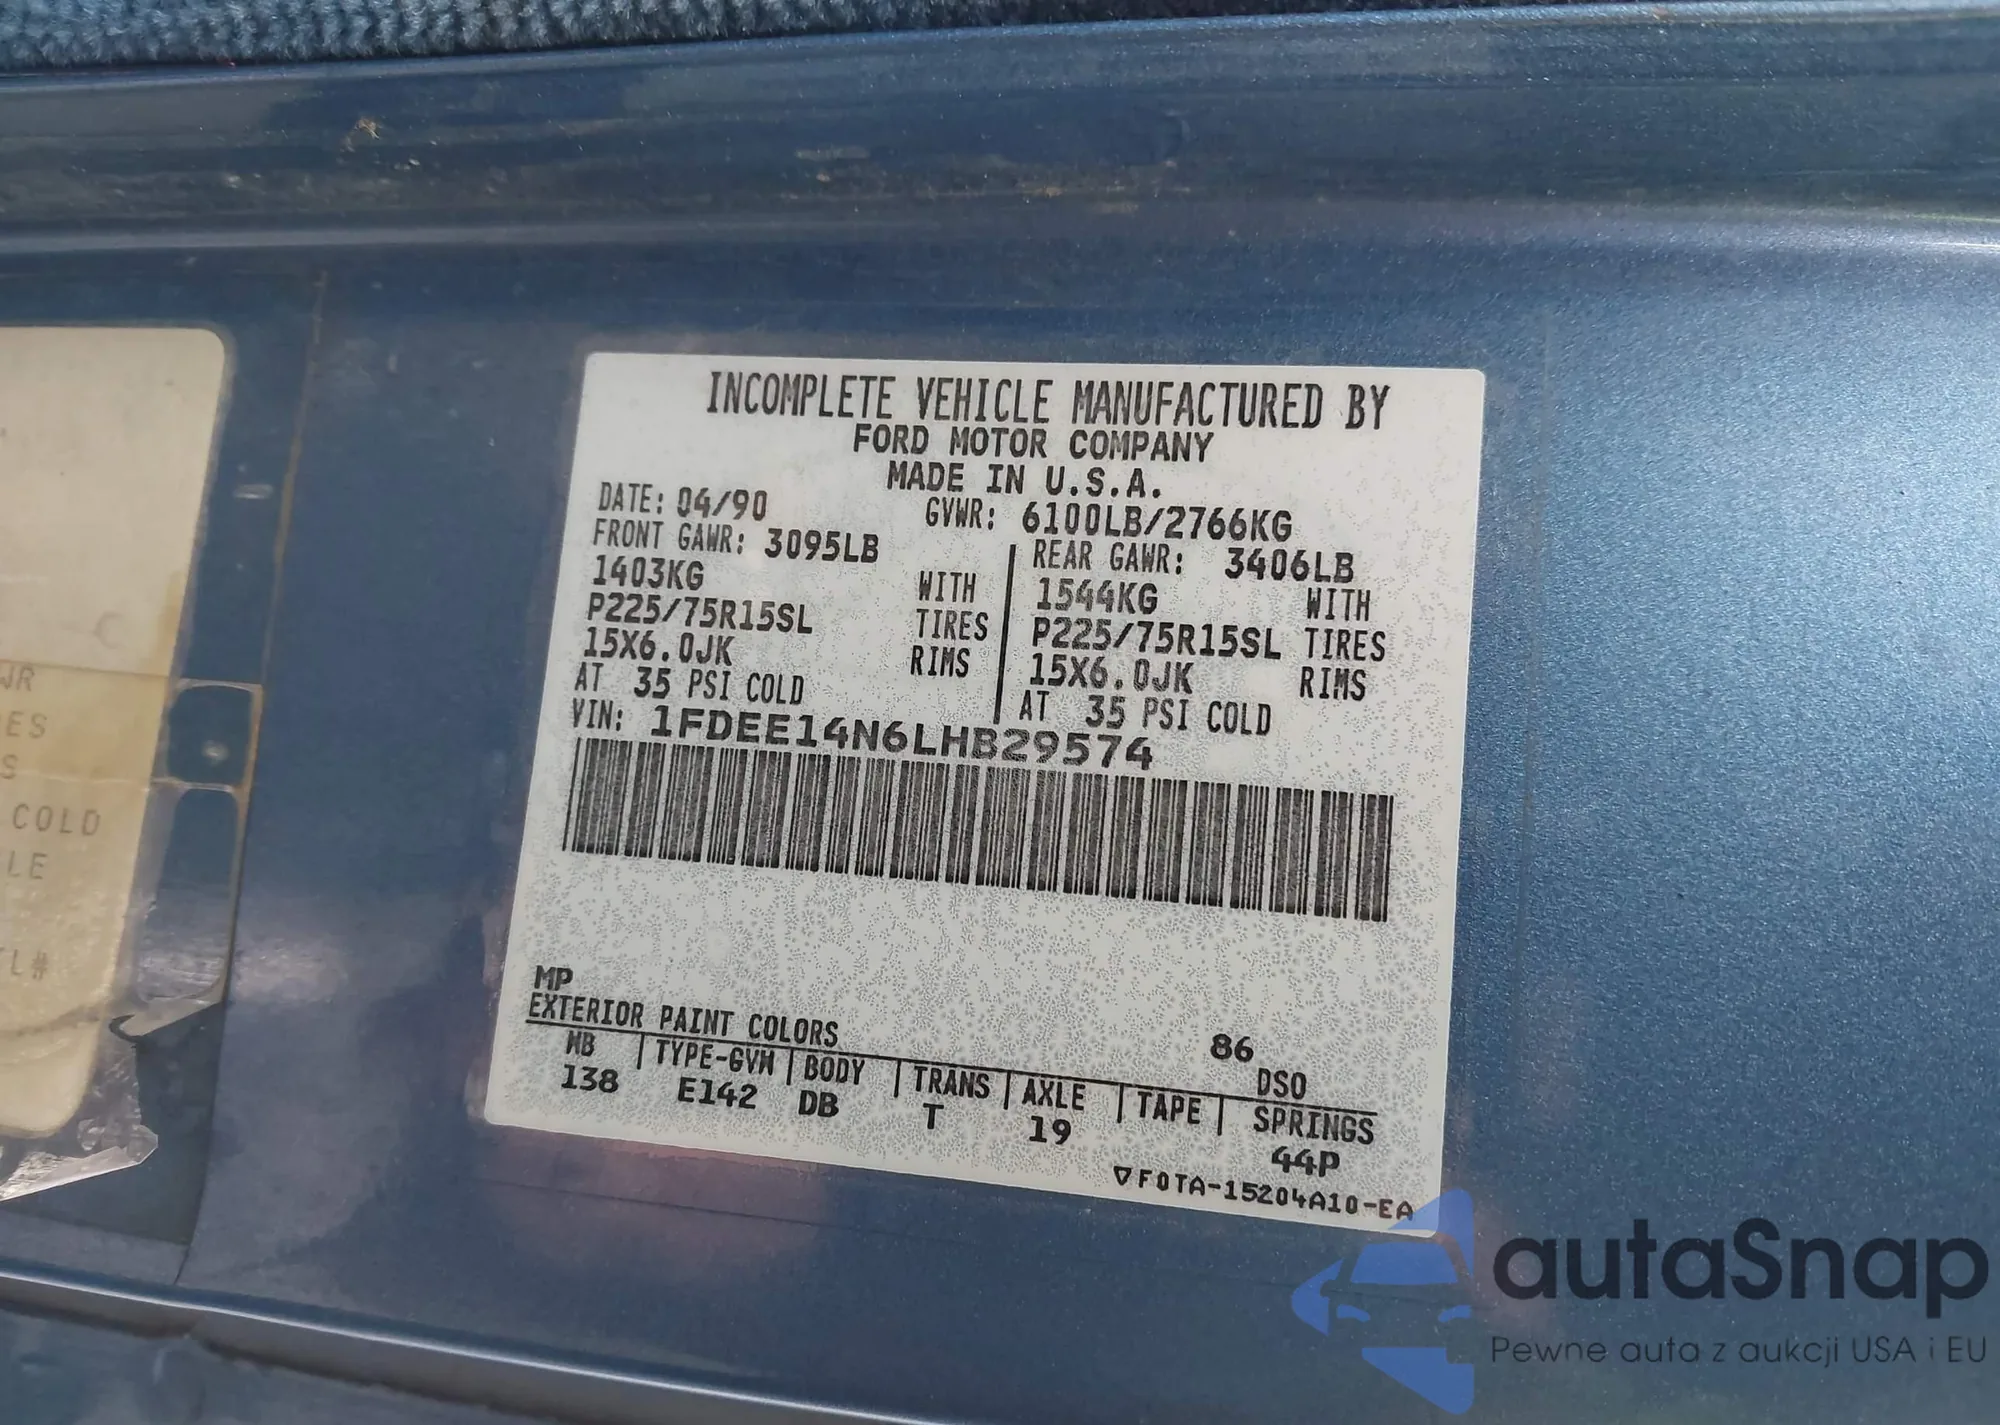 INCOMPLETE VEHICLE MANUFACTURED BY
FORD MOTOR COMPANY
MADE IN U.S.A.
DATE: 04/90 GVWR: 6100LB/2766KG
FRONT GAWR: 3095LB REAR GAWR: 3406LB
1403KG WITH 1544KG WITH
P225/75R15SL TIRES P225/75R15SL TIRES
15X6.0JK RIMS 15X6.0JK RIMS
AT 35 PSI COLD AT 35 PSI COLD
VIN: 1FDEE14N6LHB29574
MP
EXTERIOR PAINT COLORS 86 DSO
WB TYPE-GVW BODY TRANS AXLE TAPE SPRINGS
138 E142 DB T 19 44P
▽F0TA-15204A10-EA
COLD
autaSnap
Pewne auta z aukcji USA i EU